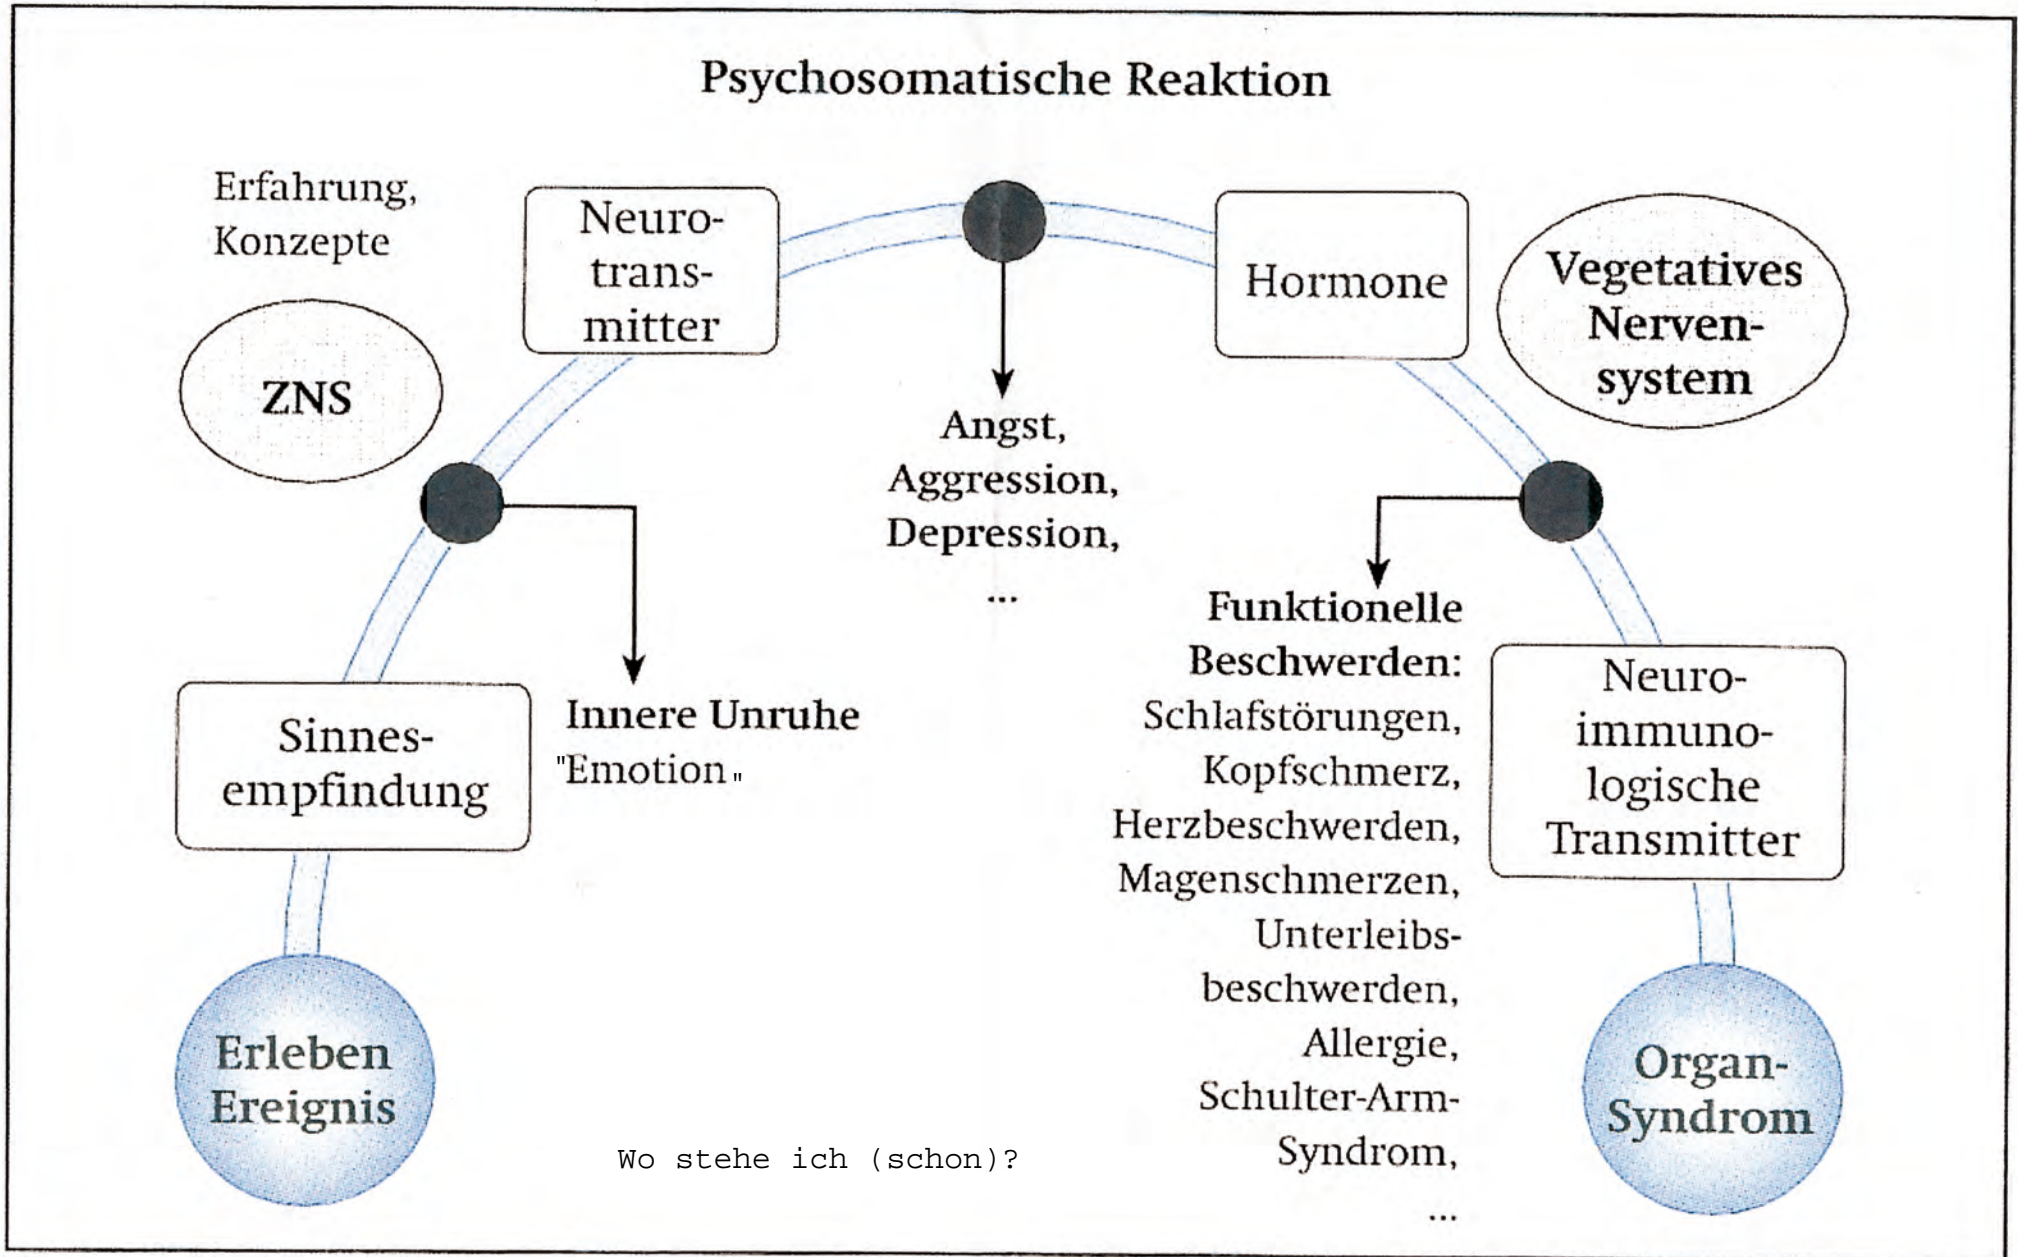 Psychosomatische Reaktion
Erfahrung,
Konzepte
ZNS
Neuro-
trans-
mitter
Hormone
Vegetatives
Nerven-
system
Angst,
Aggression,
Depression,
...
Sinnes-
empfindung
Innere Unruhe
"Emotion"
Funktionelle
Beschwerden:
Schlafstörungen,
Kopfschmerz,
Herzbeschwerden,
Magenschmerzen,
Unterleibs-
beschwerden,
Allergie,
Schulter-Arm-
Syndrom,
...
Neuro-
immuno-
logische
Transmitter
Erleben
Ereignis
Organ-
Syndrom
Wo stehe ich (schon)?